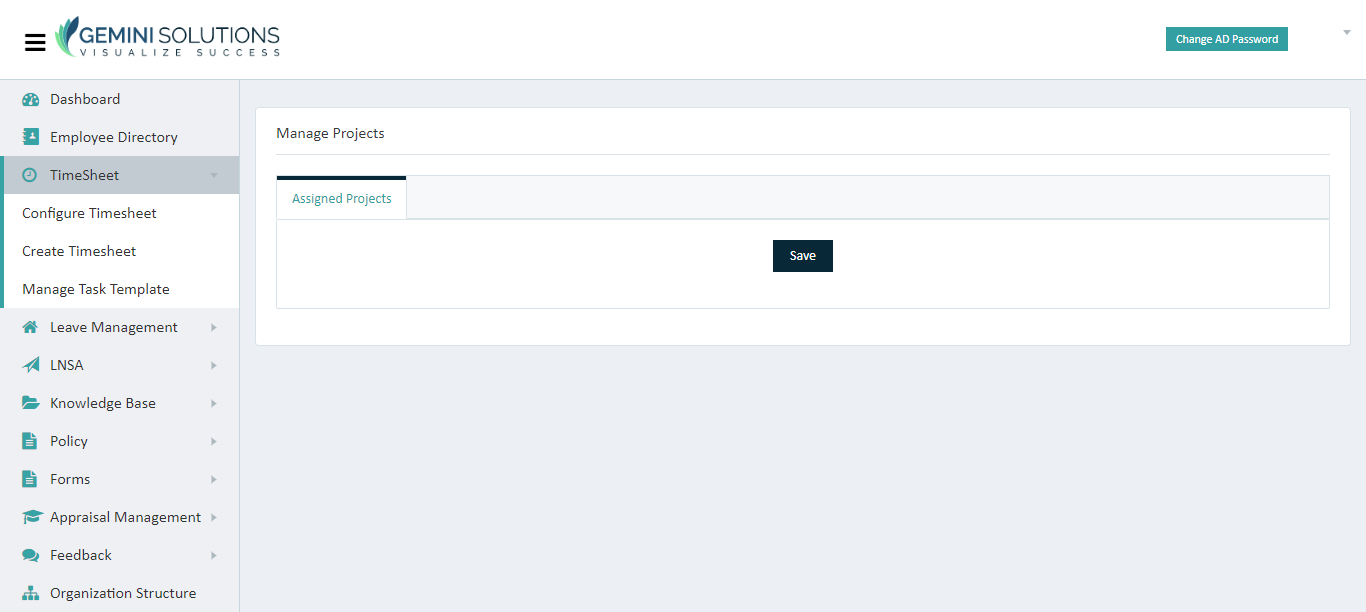 GEMINI SOLUTIONS
VISUALIZE SUCCESS
Change AD Password
Dashboard
Employee Directory
TimeSheet
Configure Timesheet
Create Timesheet
Manage Task Template
Leave Management
LNSA
Knowledge Base
Policy
Forms
Appraisal Management
Feedback
Organization Structure
Manage Projects
Assigned Projects
Save